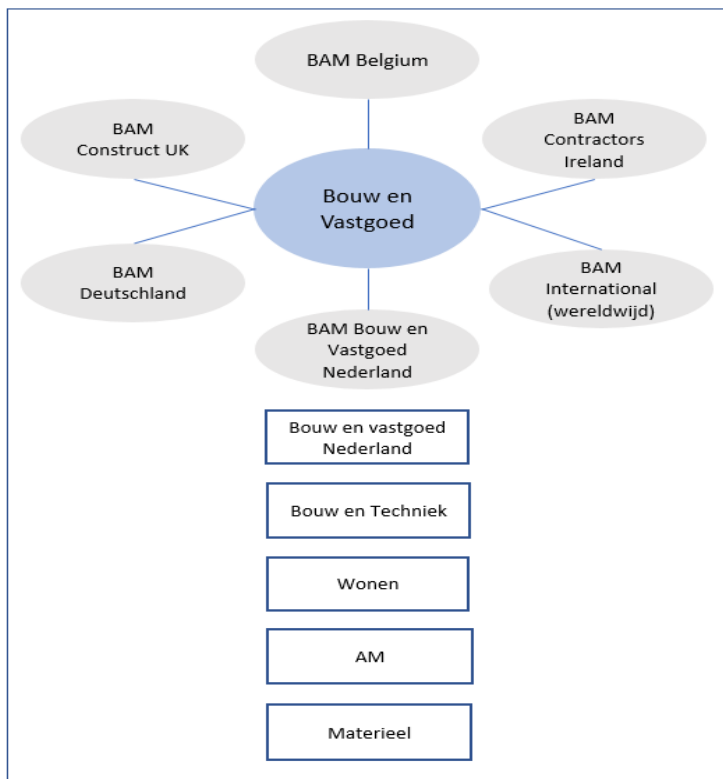 BAM Belgium
BAM
Construct UK
BAM
Contractors
Ireland
Bouw en
Vastgoed
BAM
Deutschland
BAM
International
(wereldwijd)
BAM Bouw en
Vastgoed
Nederland
Bouw en vastgoed
Nederland
Bouw en Techniek
Wonen
AM
Materieel